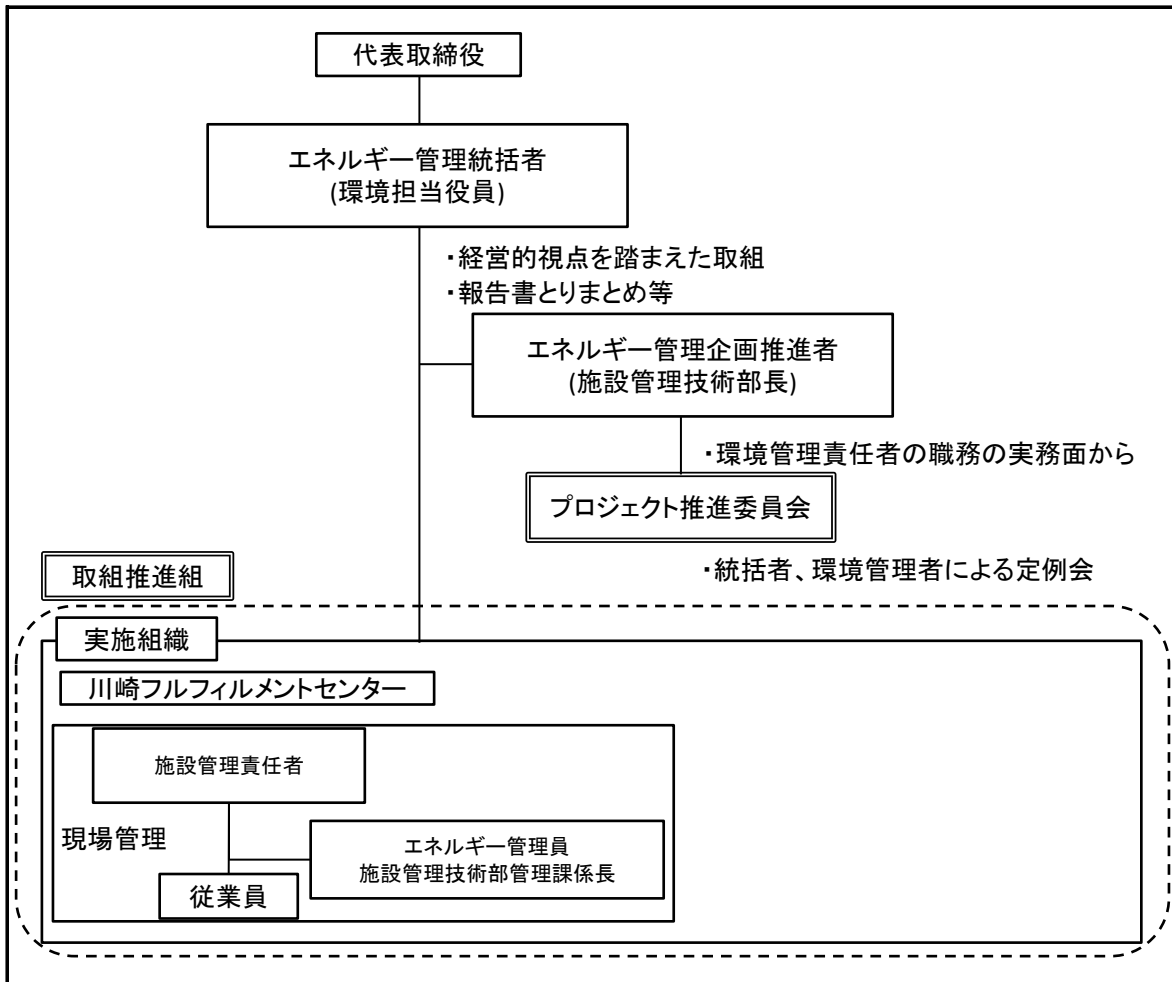 代表取締役
エネルギー管理統括者
(環境担当役員)
・経営的視点を踏まえた取組
・報告書とりまとめ等
エネルギー管理企画推進者
(施設管理技術部長)
・環境管理責任者の職務の実務面から
プロジェクト推進委員会
・統括者、環境管理者による定例会
取組推進組
実施組織
川崎フルフィルメントセンター
施設管理責任者
現場管理
エネルギー管理員
施設管理技術部管理課係長
従業員